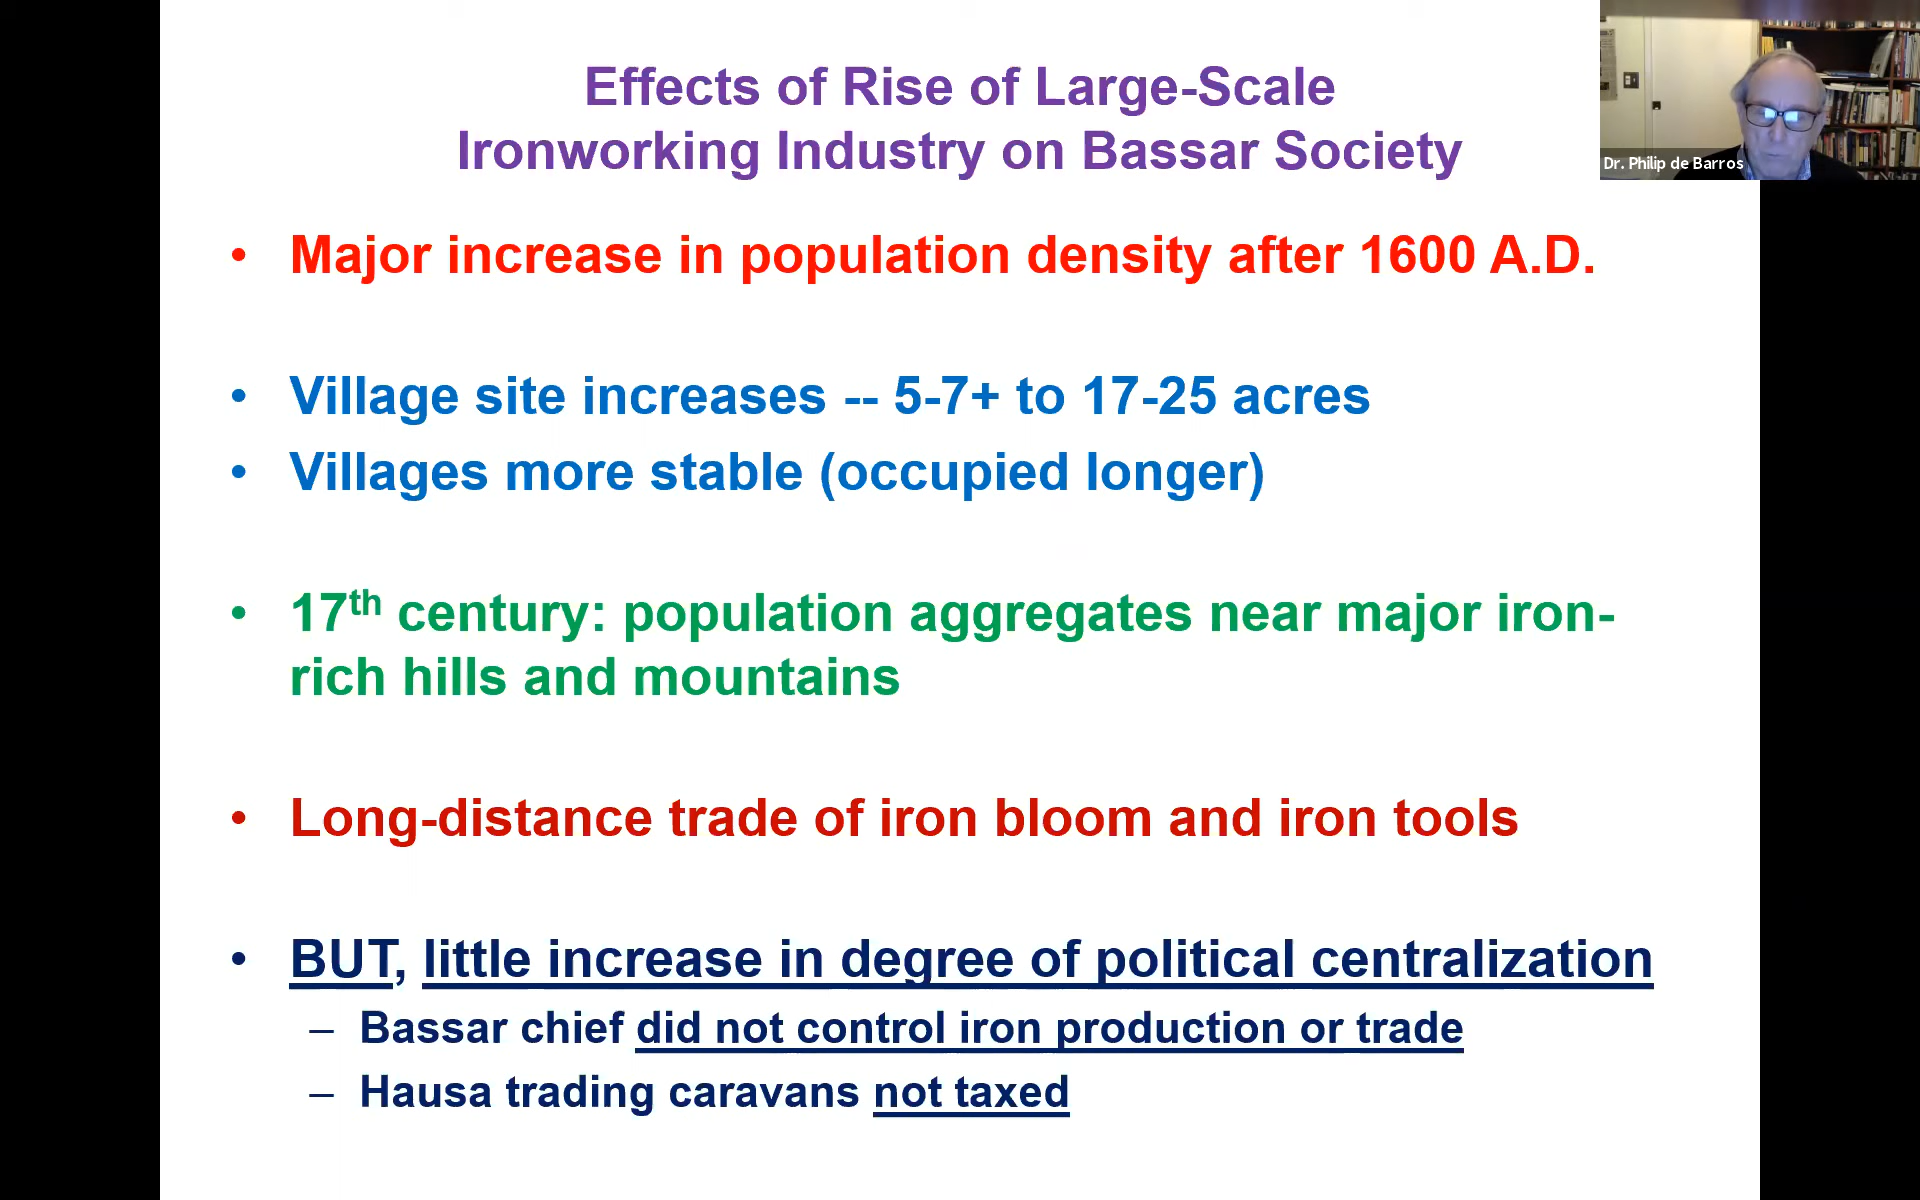 Effects of Rise of Large-Scale
Ironworking Industry on Bassar Society
Dr. Philip de Barros
• Major increase in population density after 1600 A.D.
• Village site increases -- 5-7+ to 17-25 acres
• Villages more stable (occupied longer)
• 17th century: population aggregates near major iron-
rich hills and mountains
• Long-distance trade of iron bloom and iron tools
• BUT, little increase in degree of political centralization
– Bassar chief did not control iron production or trade
– Hausa trading caravans not taxed